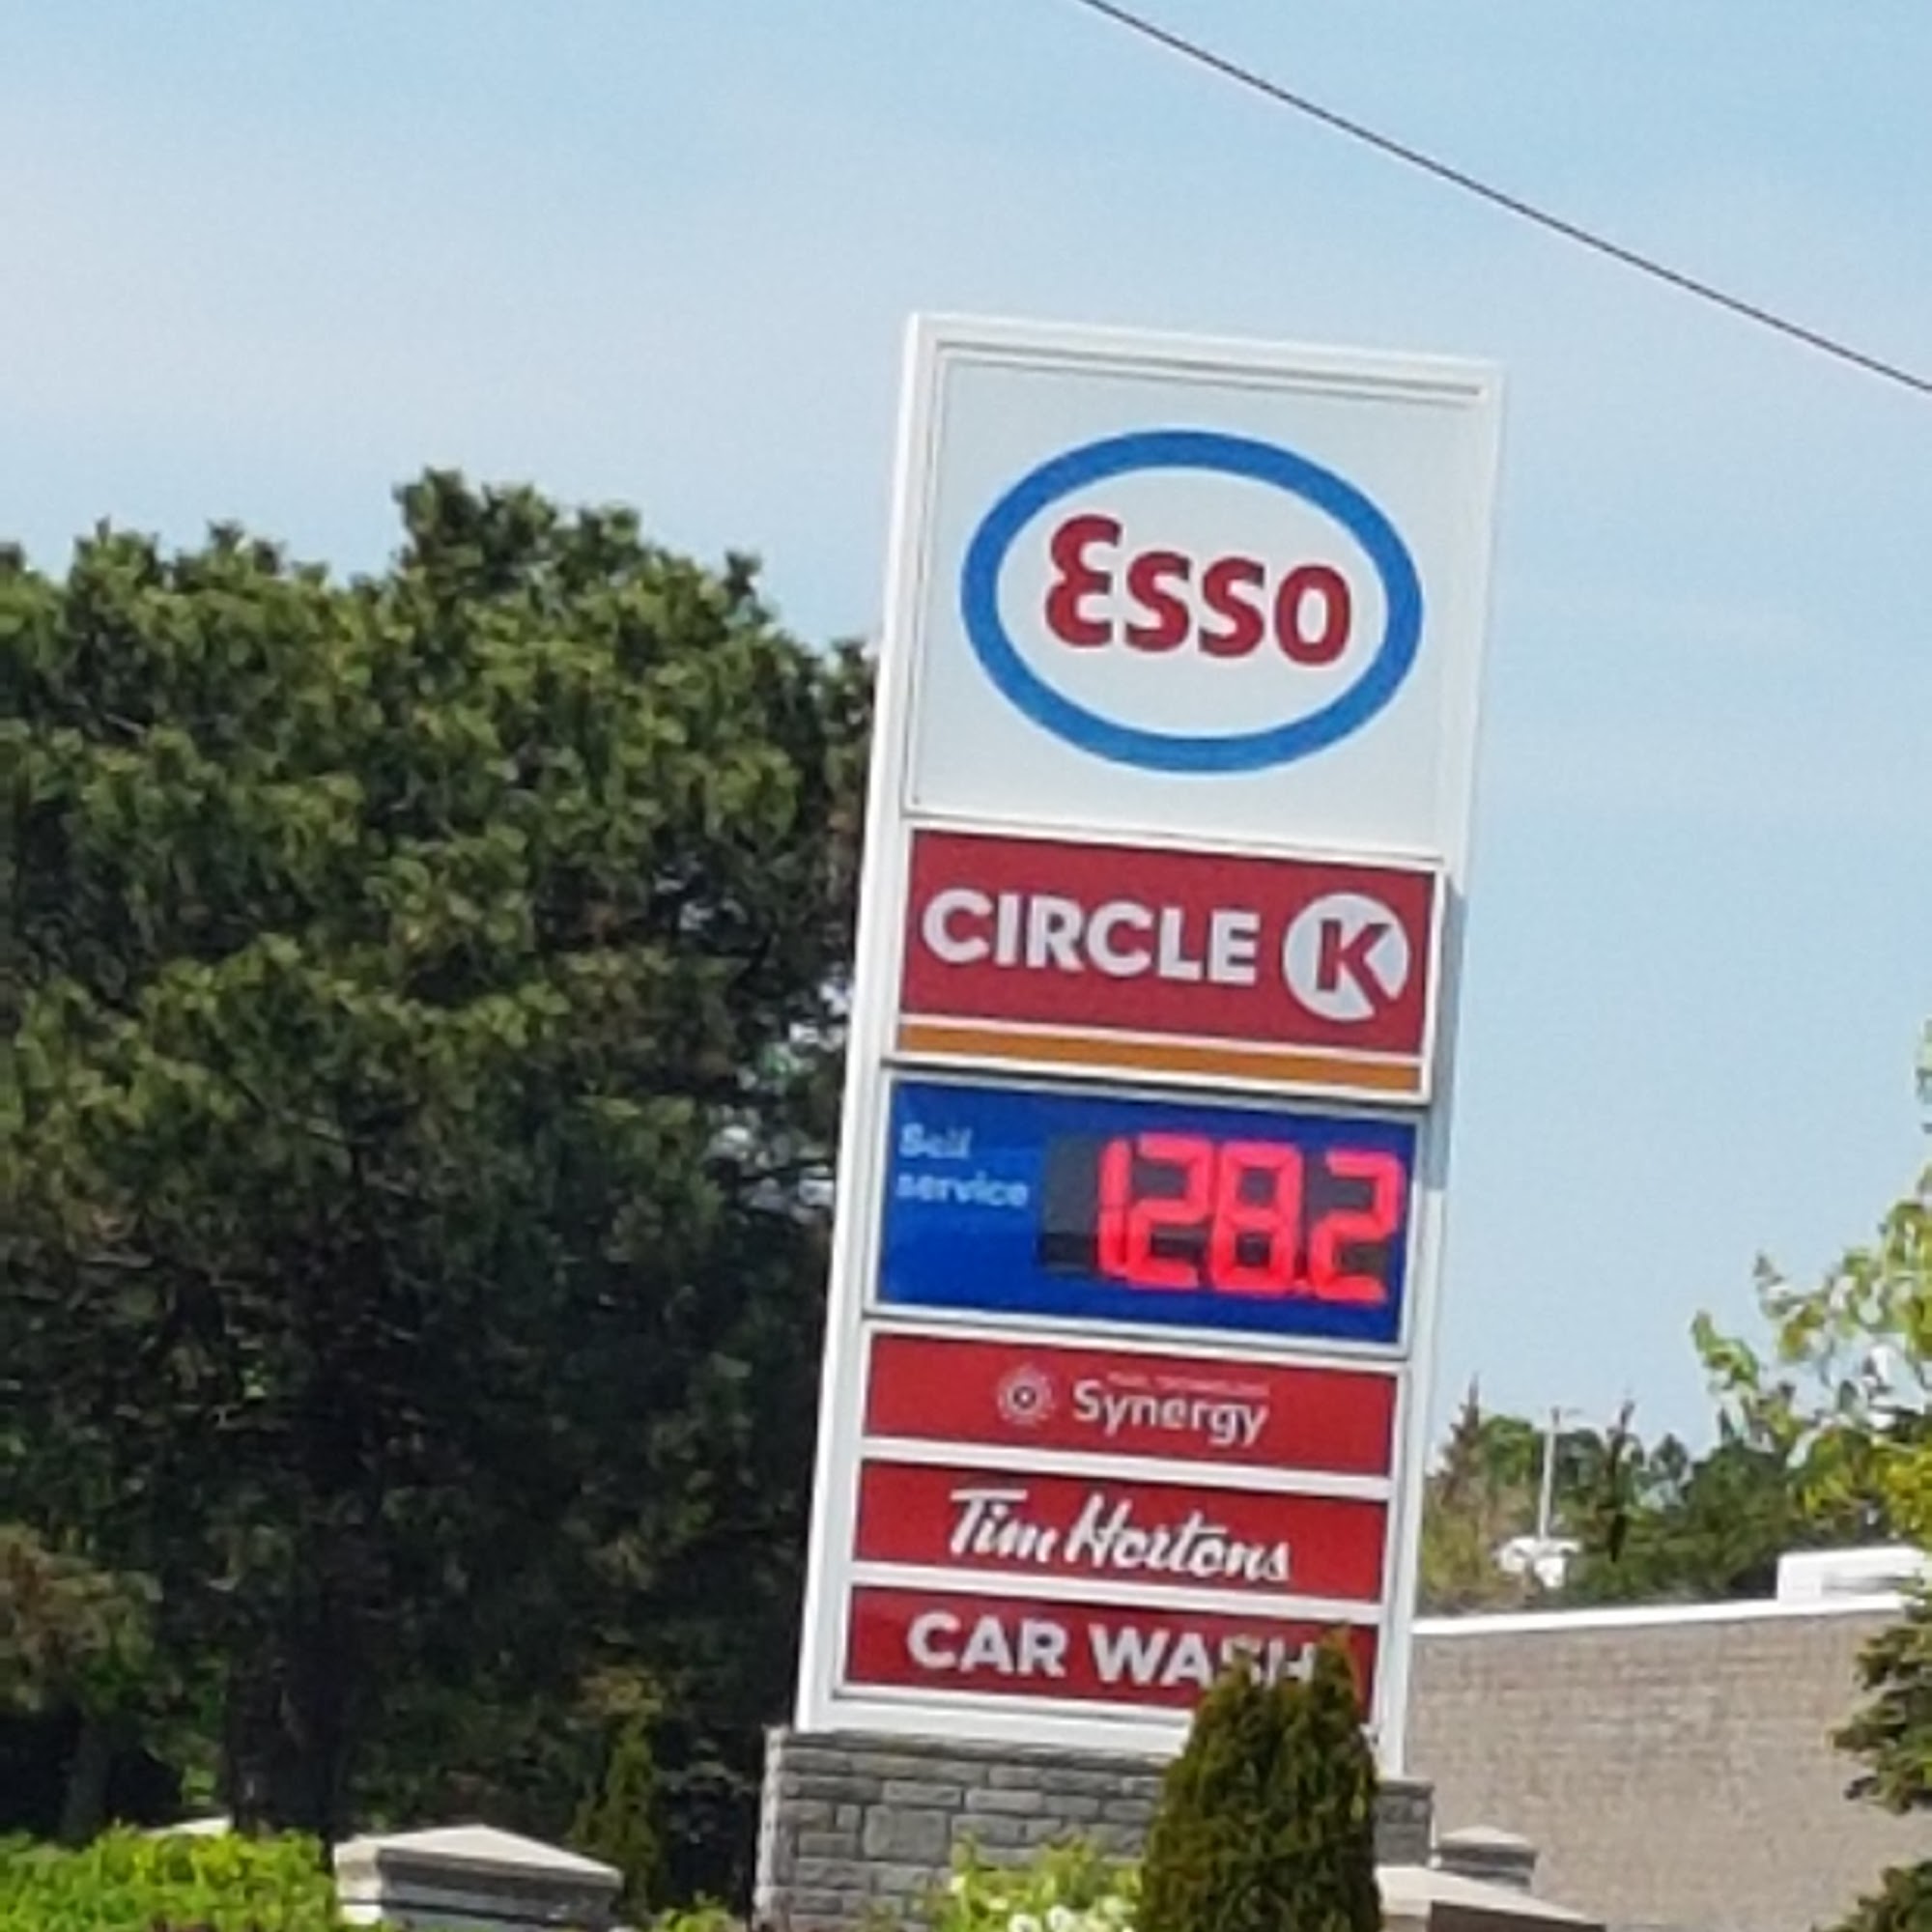 Esso
CIRCLE K
Self
service
128.2
Synergy
Tim Hortons
CAR WASH